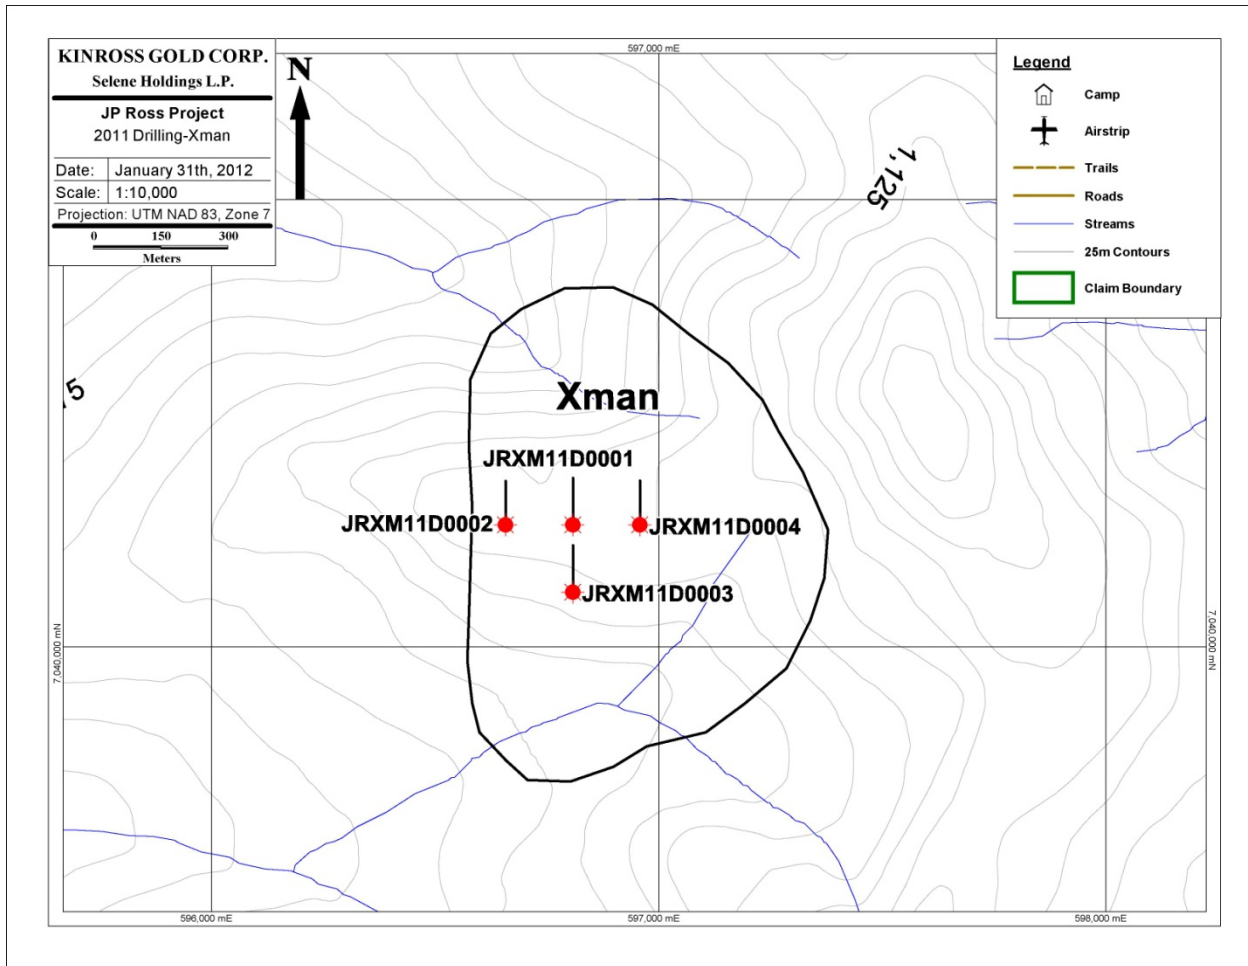 KINROSS GOLD CORP.
Selene Holdings L.P.
JP Ross Project
2011 Drilling-Xman
Date: January 31th, 2012
Scale: 1:10,000
Projection: UTM NAD 83, Zone 7
0 150 300
Meters
N
597,000 mE
1,125
Legend
Camp
Airstrip
Trails
Roads
Streams
25m Contours
Claim Boundary
Xman
JRXM11D0001
JRXM11D0002
JRXM11D0004
JRXM11D0003
7,040,000 mN
7,040,000 mN
596,000 mE
597,000 mE
598,000 mE